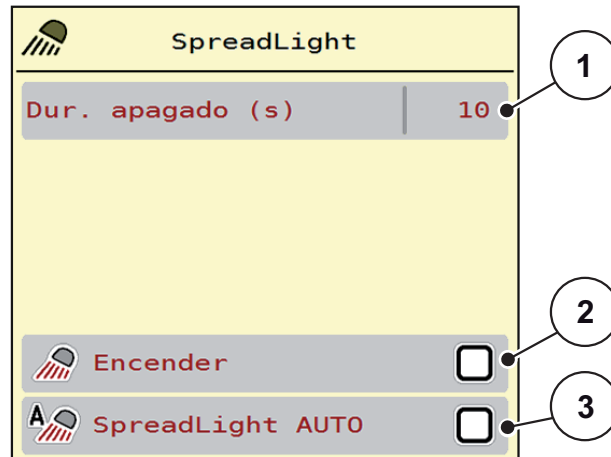 SpreadLight
1
Dur. apagado (s) 10
2
Encender
A
SpreadLight AUTO
3